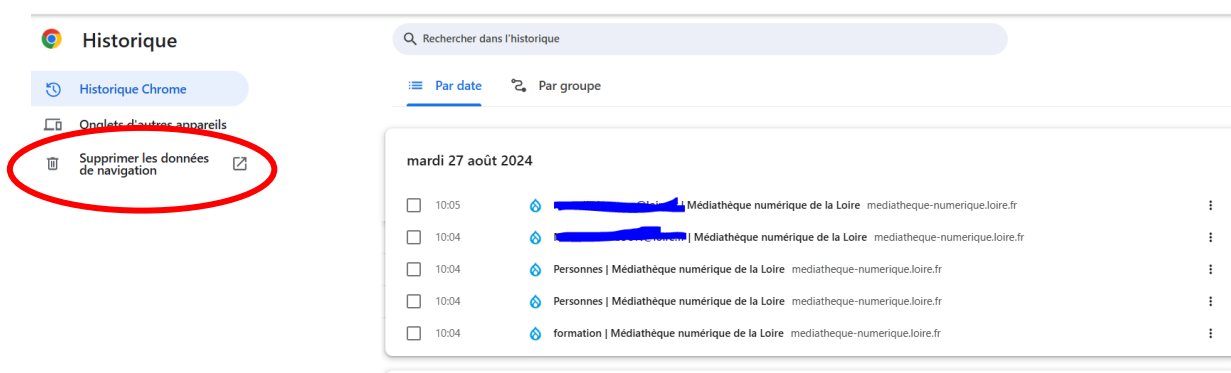 Historique
Rechercher dans l'historique
Historique Chrome
Par date
Par groupe
Onglets d'autres appareils
Supprimer les données
de navigation
mardi 27 août 2024
10:05 | Médiathèque numérique de la Loire mediatheque-numerique.loire.fr
10:04 | Médiathèque numérique de la Loire mediatheque-numerique.loire.fr
10:04 Personnes | Médiathèque numérique de la Loire mediatheque-numerique.loire.fr
10:04 Personnes | Médiathèque numérique de la Loire mediatheque-numerique.loire.fr
10:04 formation | Médiathèque numérique de la Loire mediatheque-numerique.loire.fr